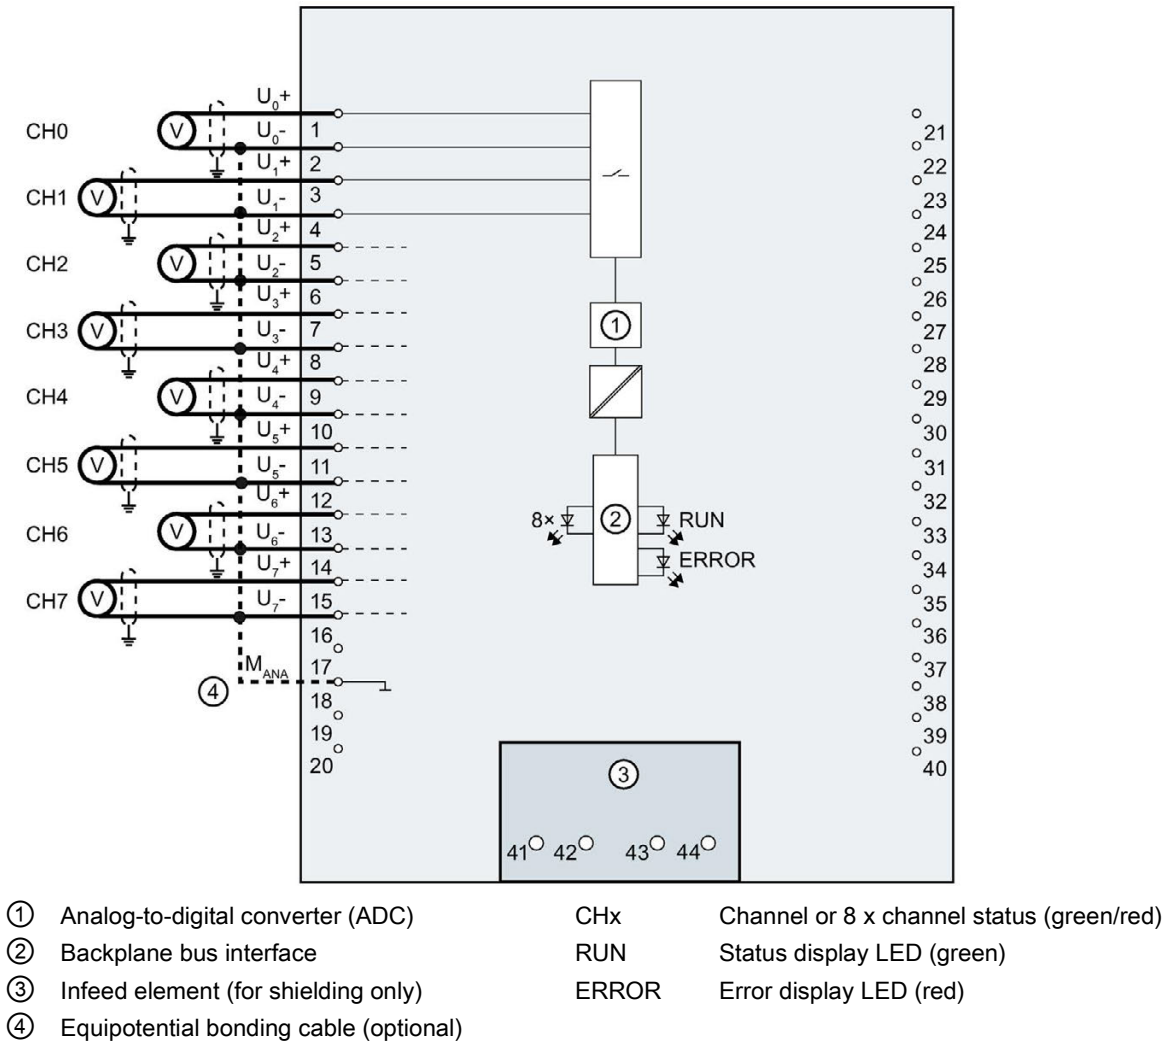 U0+
CH0 V U0- 1 21
U1+ 2 22
CH1 V U1- 3 23
U2+ 4 24
CH2 V U2- 5 25
U3+ 6 26
CH3 V U3- 7 27
① 
U4+ 8 28
CH4 V U4- 9 29
U5+ 10 30
CH5 V U5- 11 31
U6+ 12 32
8× ② RUN
CH6 V U6- 13 33
U7+ 14 34
ERROR
CH7 V U7- 15 35
16 36
MANA 17 37
④ 18 38
19 39
20 40
③
41 42 43 44
① Analog-to-digital converter (ADC) CHx Channel or 8 x channel status (green/red)
② Backplane bus interface RUN Status display LED (green)
③ Infeed element (for shielding only) ERROR Error display LED (red)
④ Equipotential bonding cable (optional)